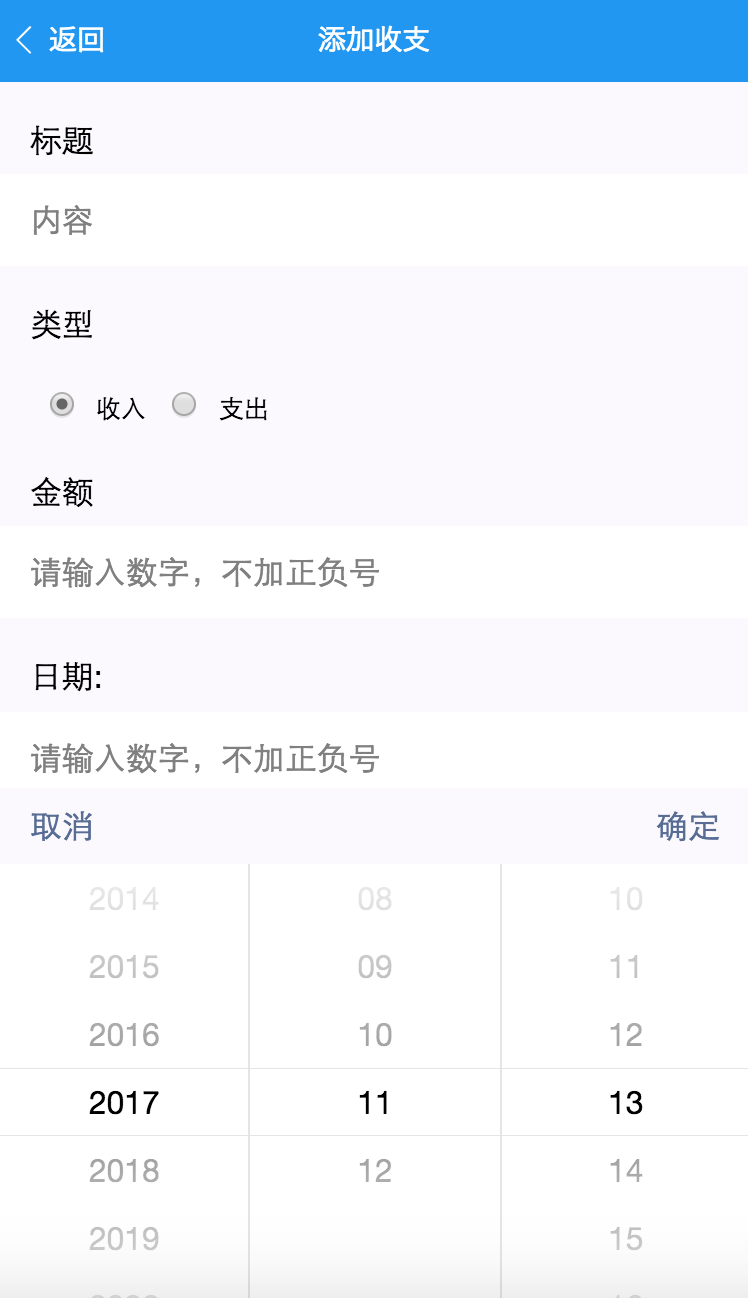 返回 添加收支
标题
内容
类型
收入 支出
金额
请输入数字，不加正负号
日期:
请输入数字，不加正负号
取消 确定
2014 08 10
2015 09 11
2016 10 12
2017 11 13
2018 12 14
2019 15